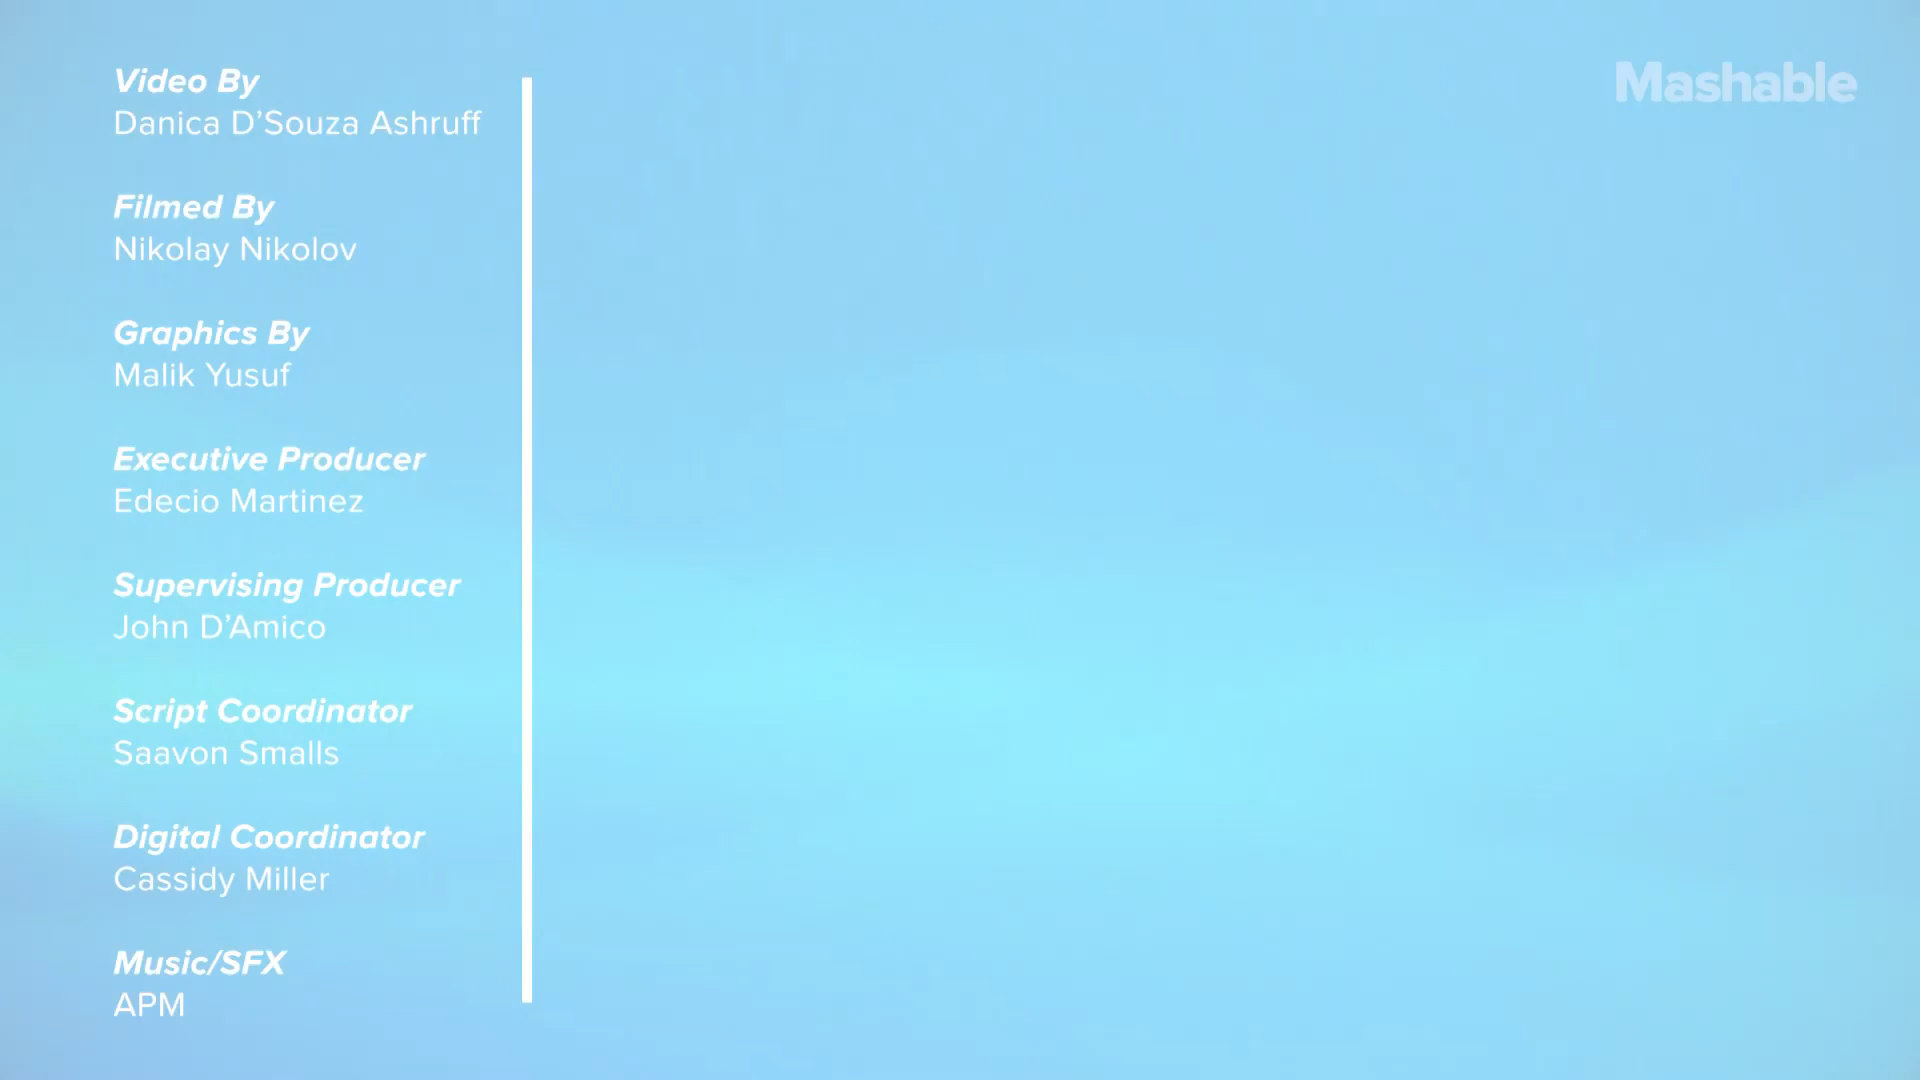 Video By
Danica D’Souza Ashruff
Mashable
Filmed By
Nikolay Nikolov
Graphics By
Malik Yusuf
Executive Producer
Edecio Martinez
Supervising Producer
John D’Amico
Script Coordinator
Saavon Smalls
Digital Coordinator
Cassidy Miller
Music/SFX
APM